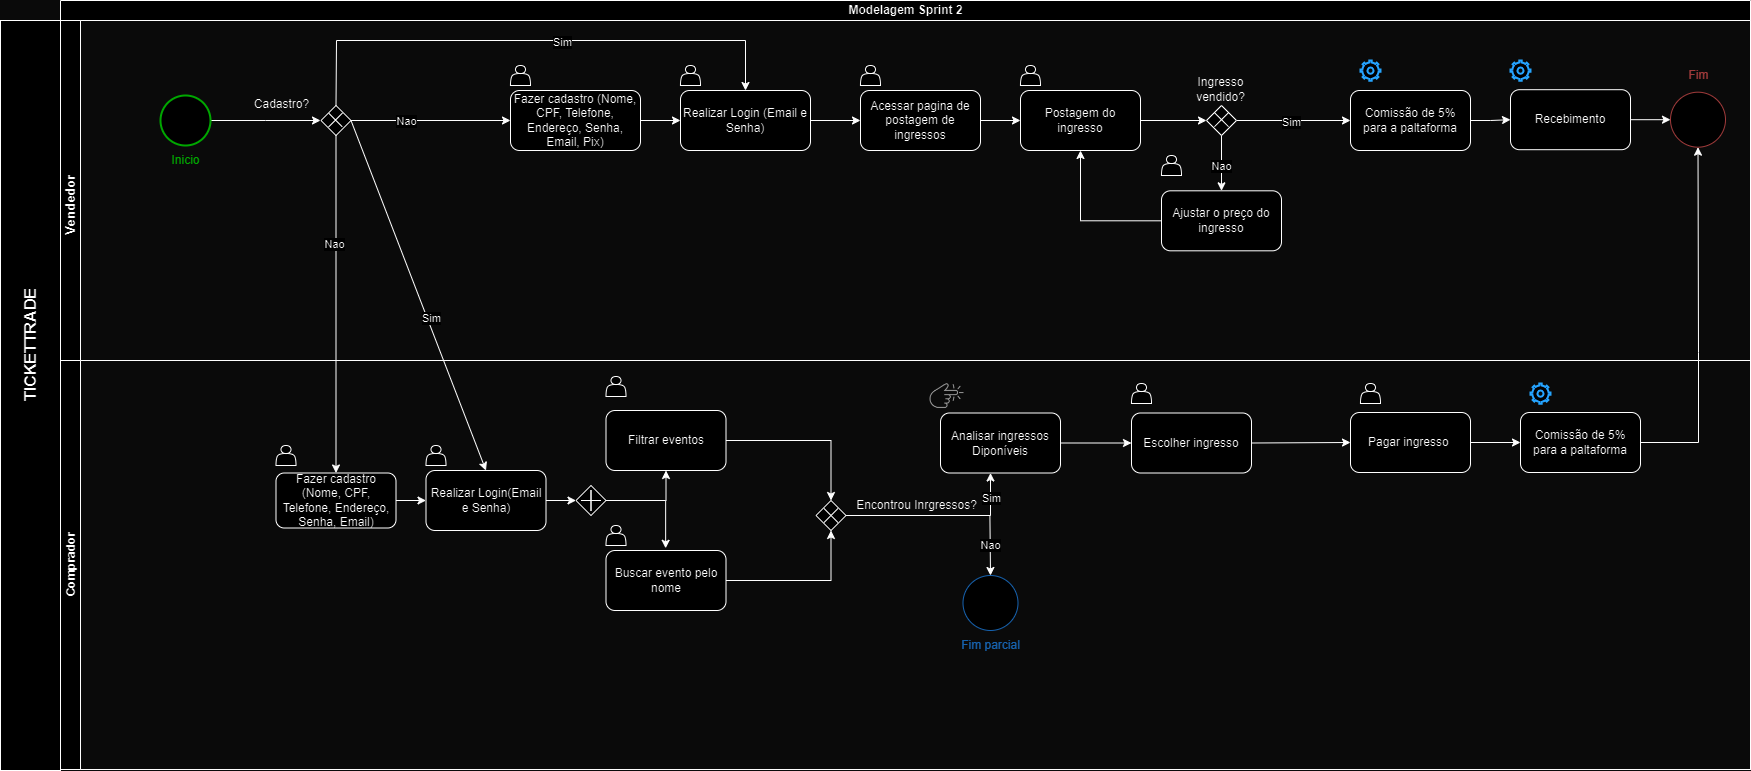 Modelagem Sprint 2
TICKETTRADE
Vendedor
Inicio
Cadastro?
Sim
Nao
Fazer cadastro (Nome,
CPF, Telefone,
Endereço, Senha,
Email, Pix)
Realizar Login (Email e
Senha)
Acessar pagina de
postagem de
ingressos
Postagem do
ingresso
Ingresso
vendido?
Sim
Nao
Ajustar o preço do
ingresso
Comissão de 5%
para a paltaforma
Recebimento
Fim
Nao
Sim
Comprador
Fazer cadastro
(Nome, CPF,
Telefone, Endereço,
Senha, Email)
Realizar Login(Email
e Senha)
Filtrar eventos
Buscar evento pelo
nome
Encontrou Inrgressos?
Sim
Nao
Fim parcial
Analisar ingressos
Diponíveis
Escolher ingresso
Pagar ingresso
Comissão de 5%
para a paltaforma